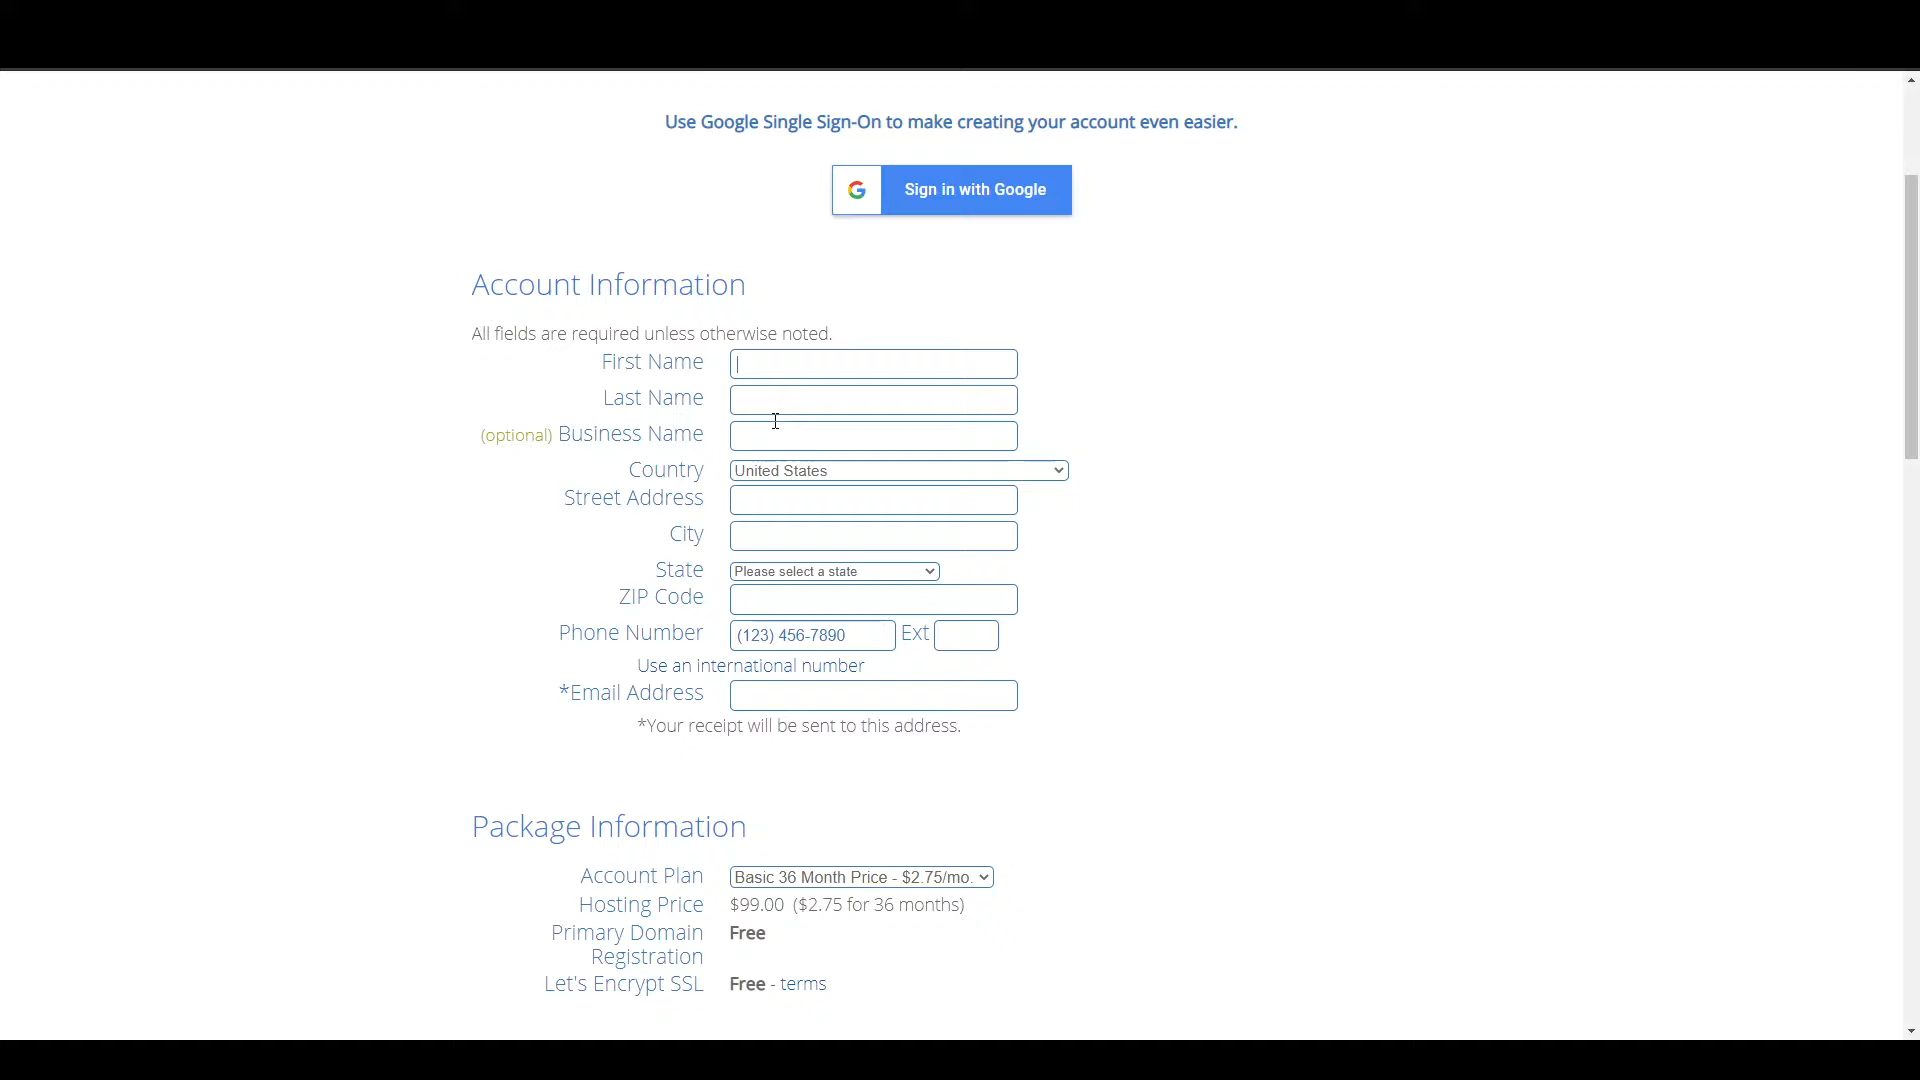 Use Google Single Sign-On to make creating your account even easier.
Sign in with Google
Account Information
All fields are required unless otherwise noted.
First Name
Last Name
(optional) Business Name
Country United States
Street Address
City
State Please select a state
ZIP Code
Phone Number (123) 456-7890 Ext
Use an international number
*Email Address
*Your receipt will be sent to this address.
Package Information
Account Plan Basic 36 Month Price - $2.75/mo.
Hosting Price $99.00 ($2.75 for 36 months)
Primary Domain Free
Registration
Let's Encrypt SSL Free - terms